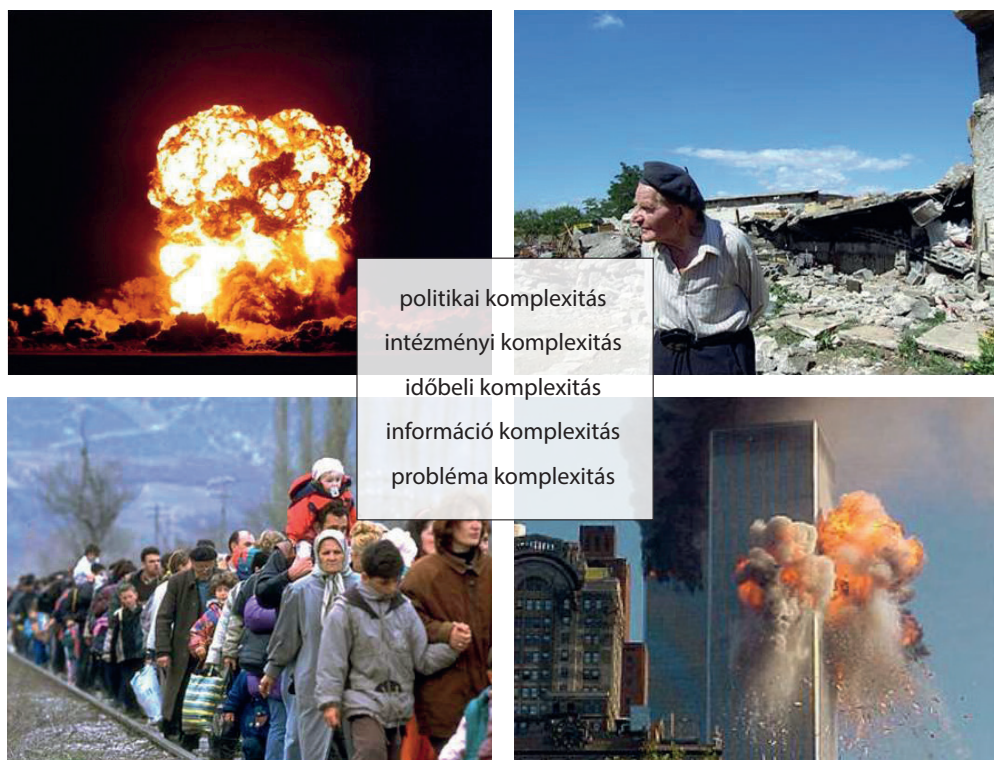 politikai komplexitás
intézményi komplexitás
időbeli komplexitás
információ komplexitás
probléma komplexitás